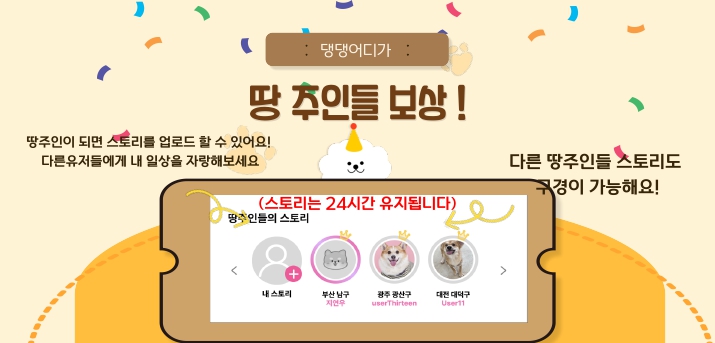 : 댕댕어디가 :
땅 주인들 보상 !
땅주인이 되면 스토리를 업로드 할 수 있어요!
다른유저들에게 내 일상을 자랑해보세요
다른 땅주인들 스토리도
구경이 가능해요!
(스토리는 24시간 유지됩니다)
땅주인들의 스토리
내 스토리
부산 남구
지연우
광주 광산구
userThirteen
대전 대덕구
User11